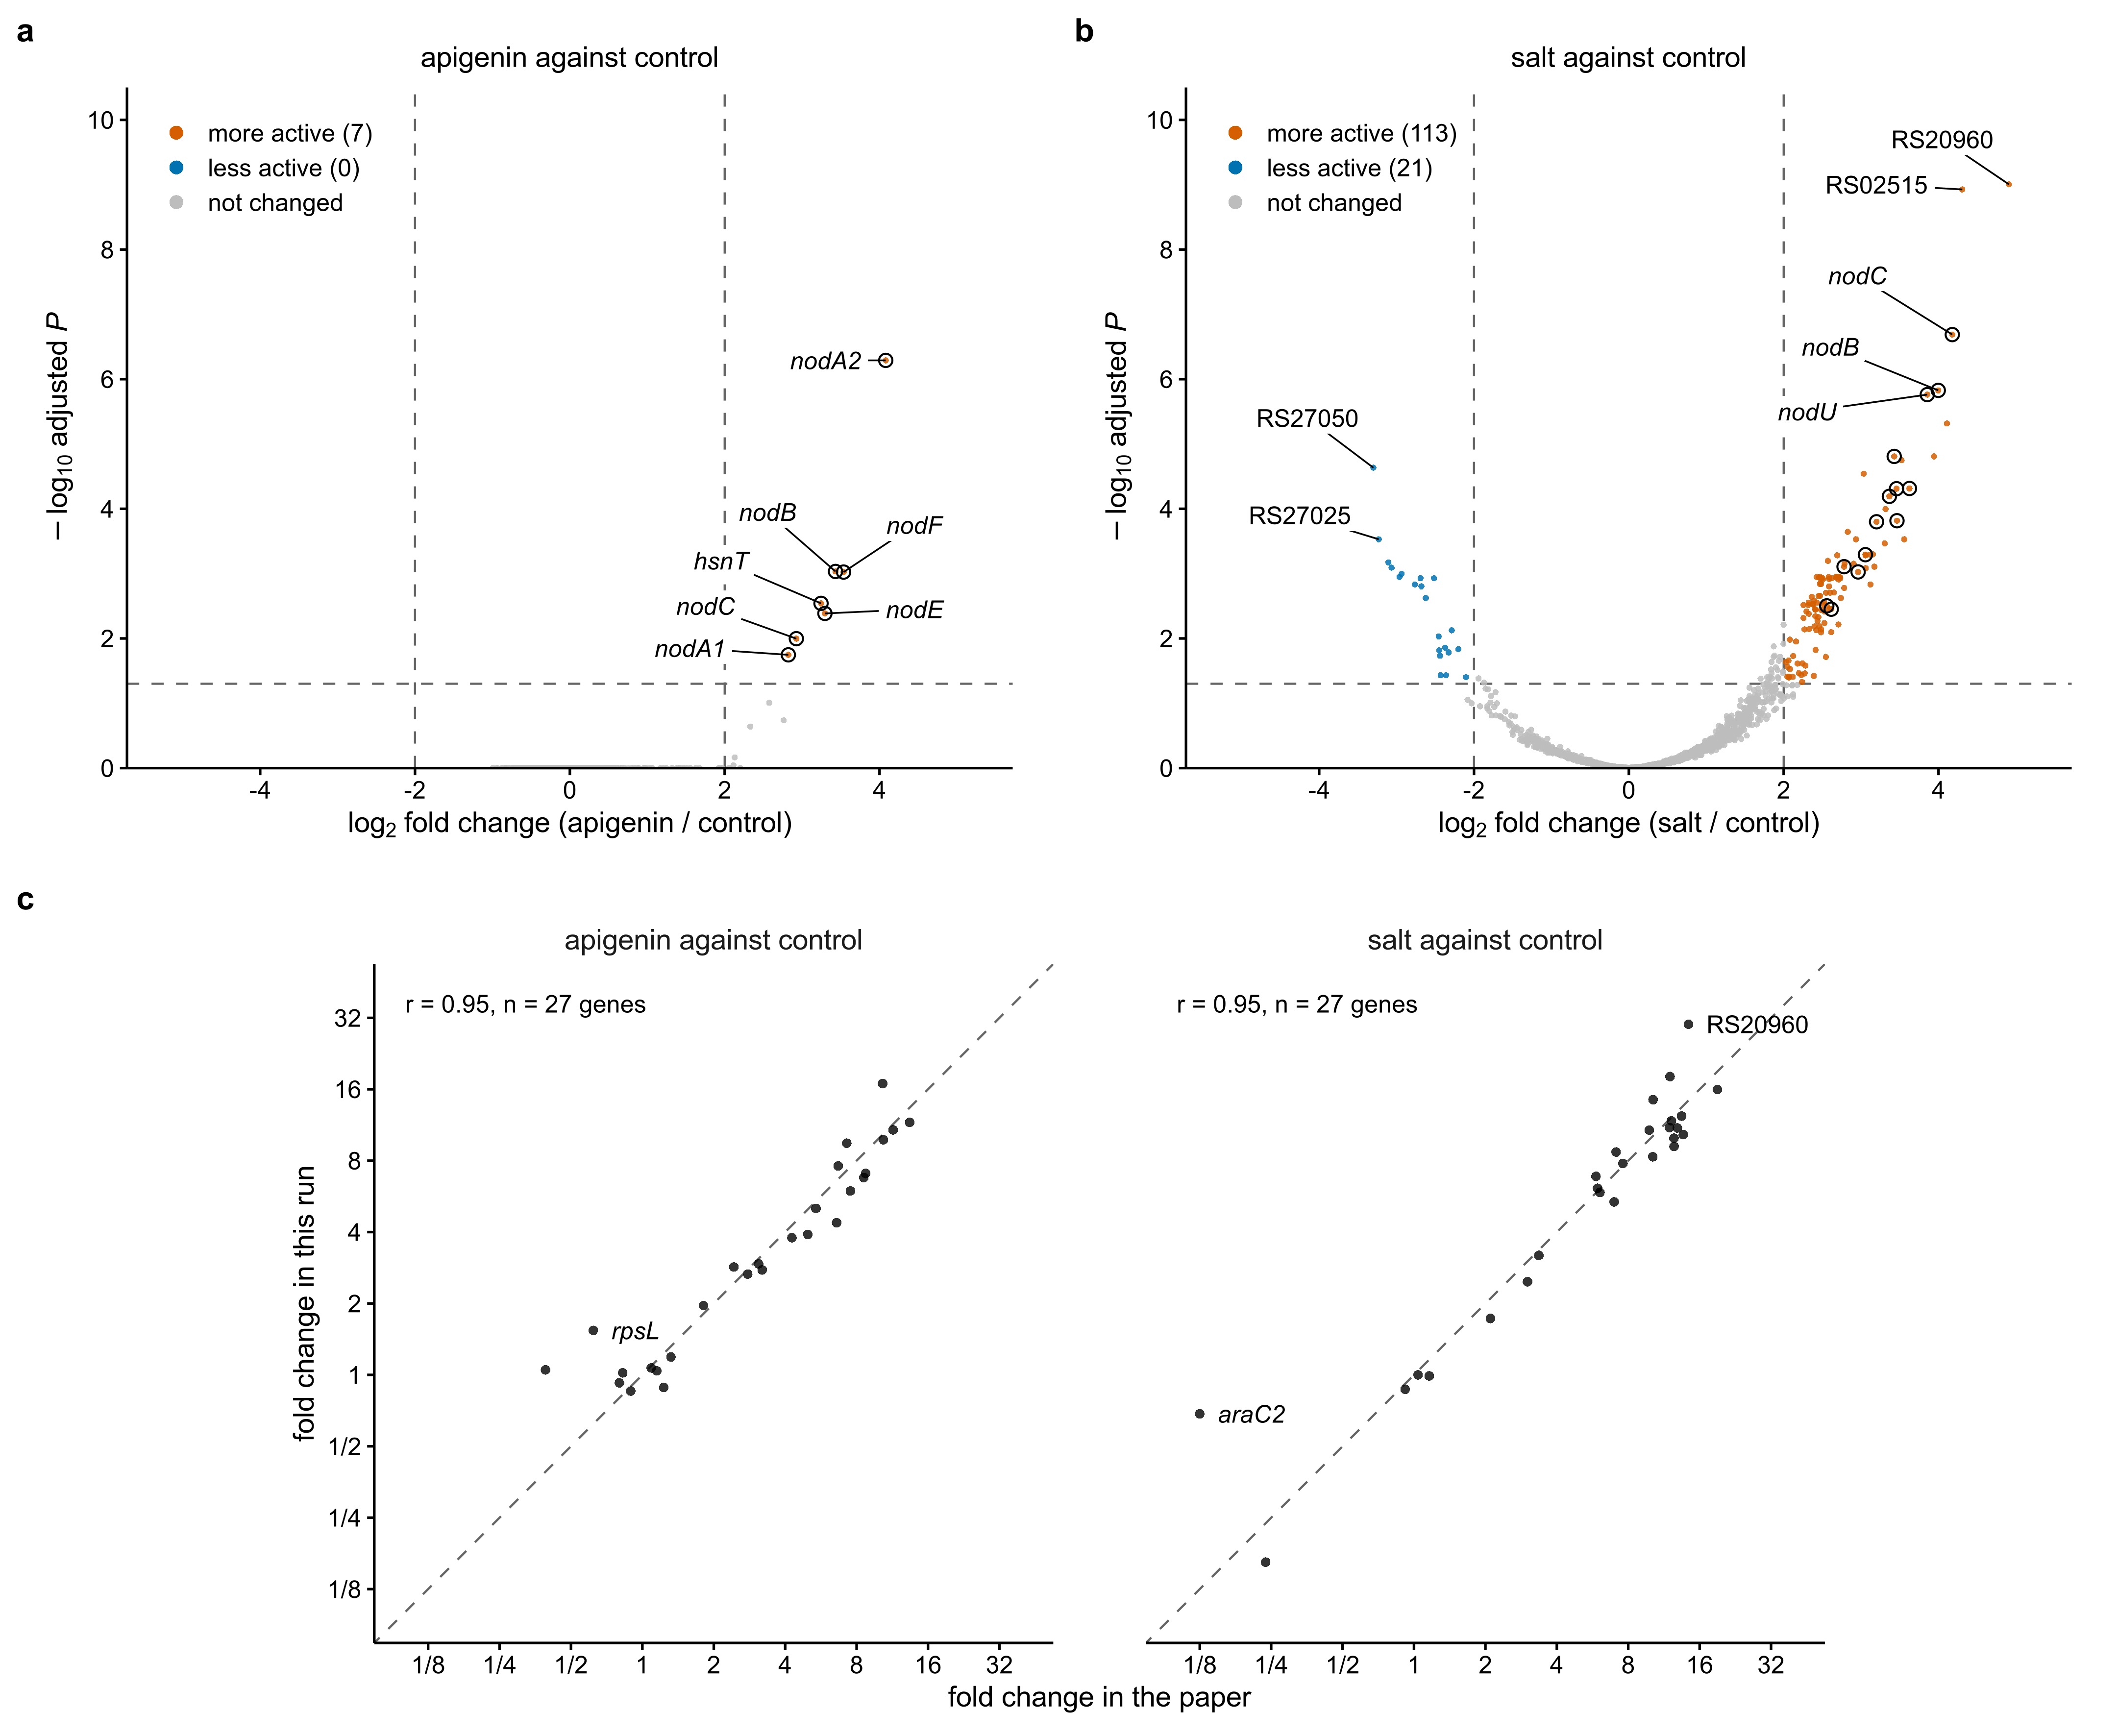 a
apigenin against control
10
8
6
4
2
0
− log10 adjusted P
more active (7)
less active (0)
not changed
nodA2
nodB
nodF
hsnT
nodE
nodC
nodA1
-4
-2
0
2
4
log2 fold change (apigenin / control)
b
salt against control
10
8
6
4
2
0
− log10 adjusted P
more active (113)
less active (21)
not changed
RS20960
RS02515
nodC
nodB
nodU
RS27050
RS27025
-4
-2
0
2
4
log2 fold change (salt / control)
c
apigenin against control
r = 0.95, n = 27 genes
32
16
8
4
2
1
1/2
1/4
1/8
fold change in this run
rpsL
1/8
1/4
1/2
1
2
4
8
16
32
salt against control
r = 0.95, n = 27 genes
RS20960
araC2
1/8
1/4
1/2
1
2
4
8
16
32
fold change in the paper